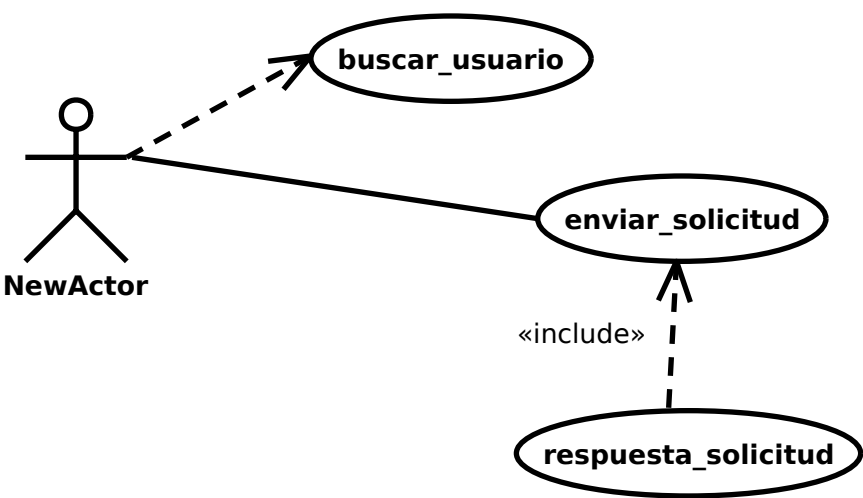 buscar_usuario
enviar_solicitud
NewActor
«include»
respuesta_solicitud